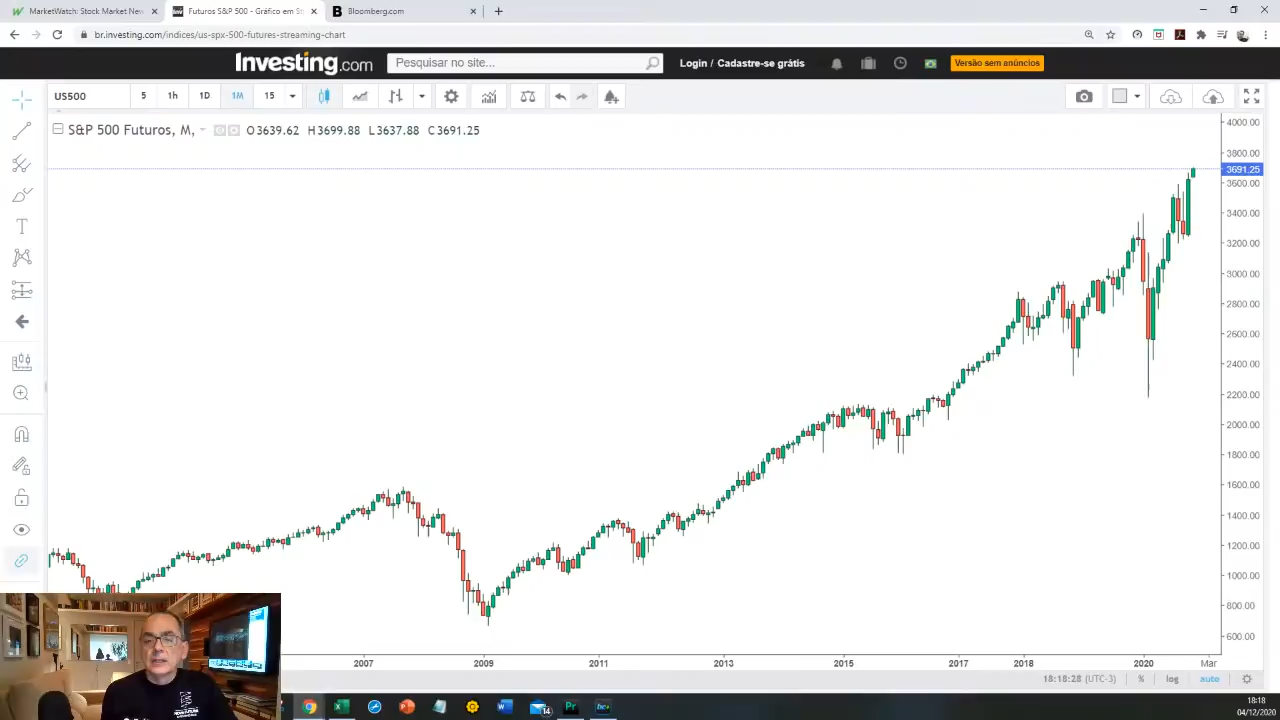 MarketWatch: Stock Market New
Futuros S&P 500 - Gráfico em St
Bloomberg.com
br.investing.com/indices/us-spx-500-futures-streaming-chart
Investing.com
Pesquisar no site...
Login / Cadastre-se grátis
Versão sem anúncios
US500
5
1h
1D
1M
15
S&P 500 Futuros, M,
O3639.62 H3699.88 L3637.88 C3691.25
4000.00
3800.00
3691.25
3600.00
3400.00
3200.00
3000.00
2800.00
2600.00
2400.00
2200.00
2000.00
1800.00
1600.00
1400.00
1200.00
1000.00
800.00
600.00
2007
2009
2011
2013
2015
2017
2018
2020
Mar
18:18:28 (UTC-3)
%
log
auto
14
18:18
04/12/2020